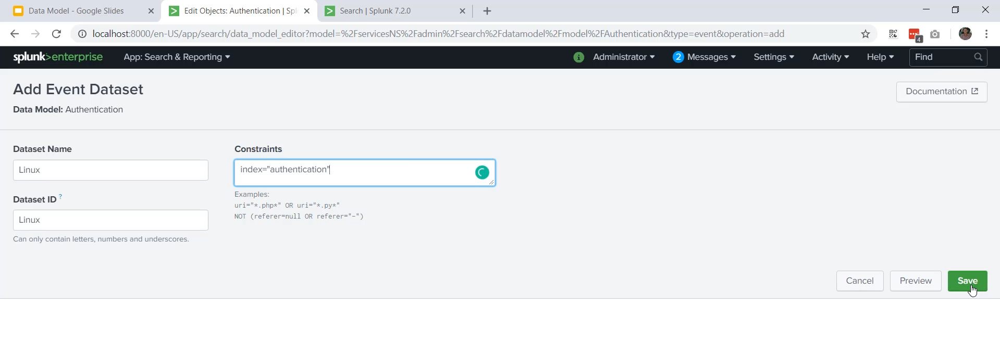 Data Model - Google Slides
Edit Objects: Authentication | Spl
Search | Splunk 7.2.0
localhost:8000/en-US/app/search/data_model_editor?model=%2FservicesNS%2Fadmin%2Fsearch%2Fdatamodel%2Fmodel%2FAuthentication&type=event&operation=add
4
splunk>enterprise App: Search & Reporting
i Administrator 2 Messages Settings Activity Help Find
Add Event Dataset
Documentation
Data Model: Authentication
Dataset Name
Linux
Dataset ID ?
Linux
Can only contain letters, numbers and underscores.
Constraints
index="authentication"
Examples:
uri="*.php*" OR uri="*.py*"
NOT (referer=null OR referer="-")
Cancel Preview Save